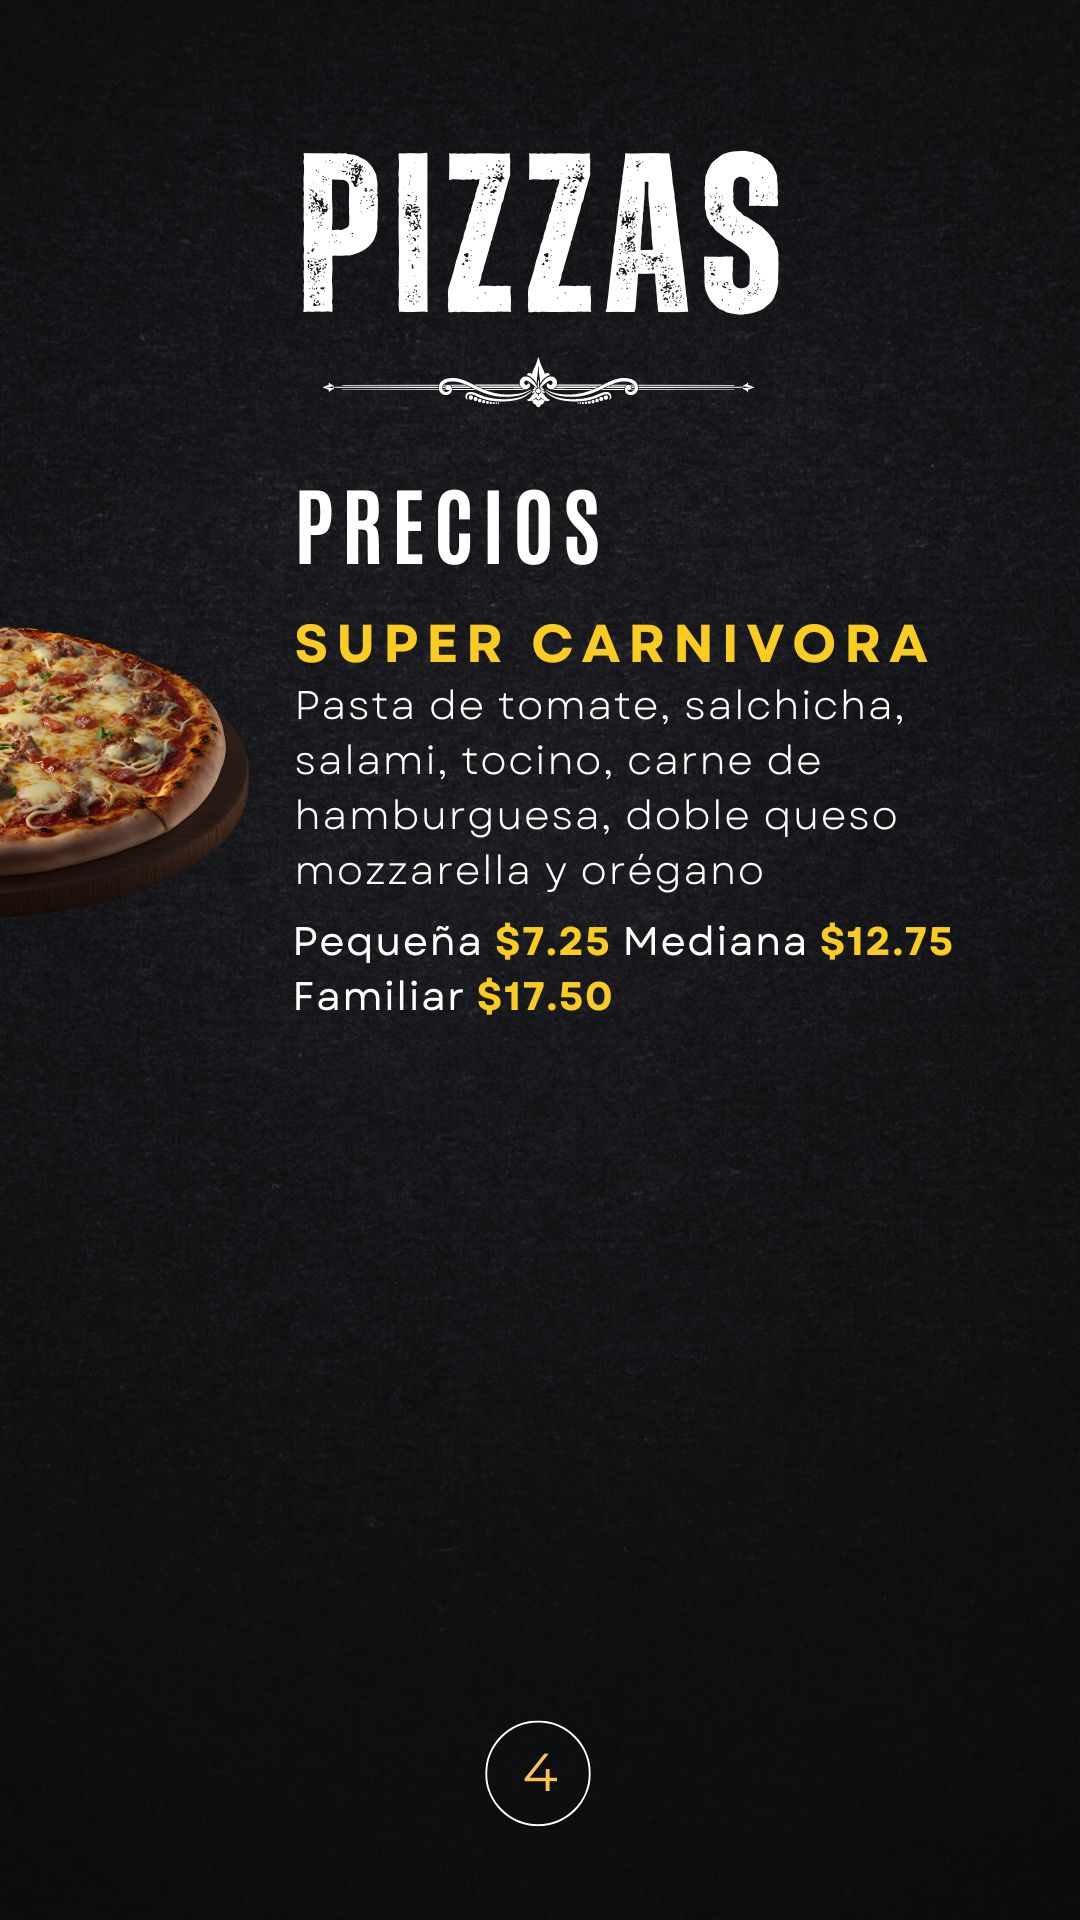 PIZZAS
PRECIOS
SUPER CARNIVORA
Pasta de tomate, salchicha,
salami, tocino, carne de
hamburguesa, doble queso
mozzarella y orégano
Pequeña $7.25 Mediana $12.75
Familiar $17.50
4